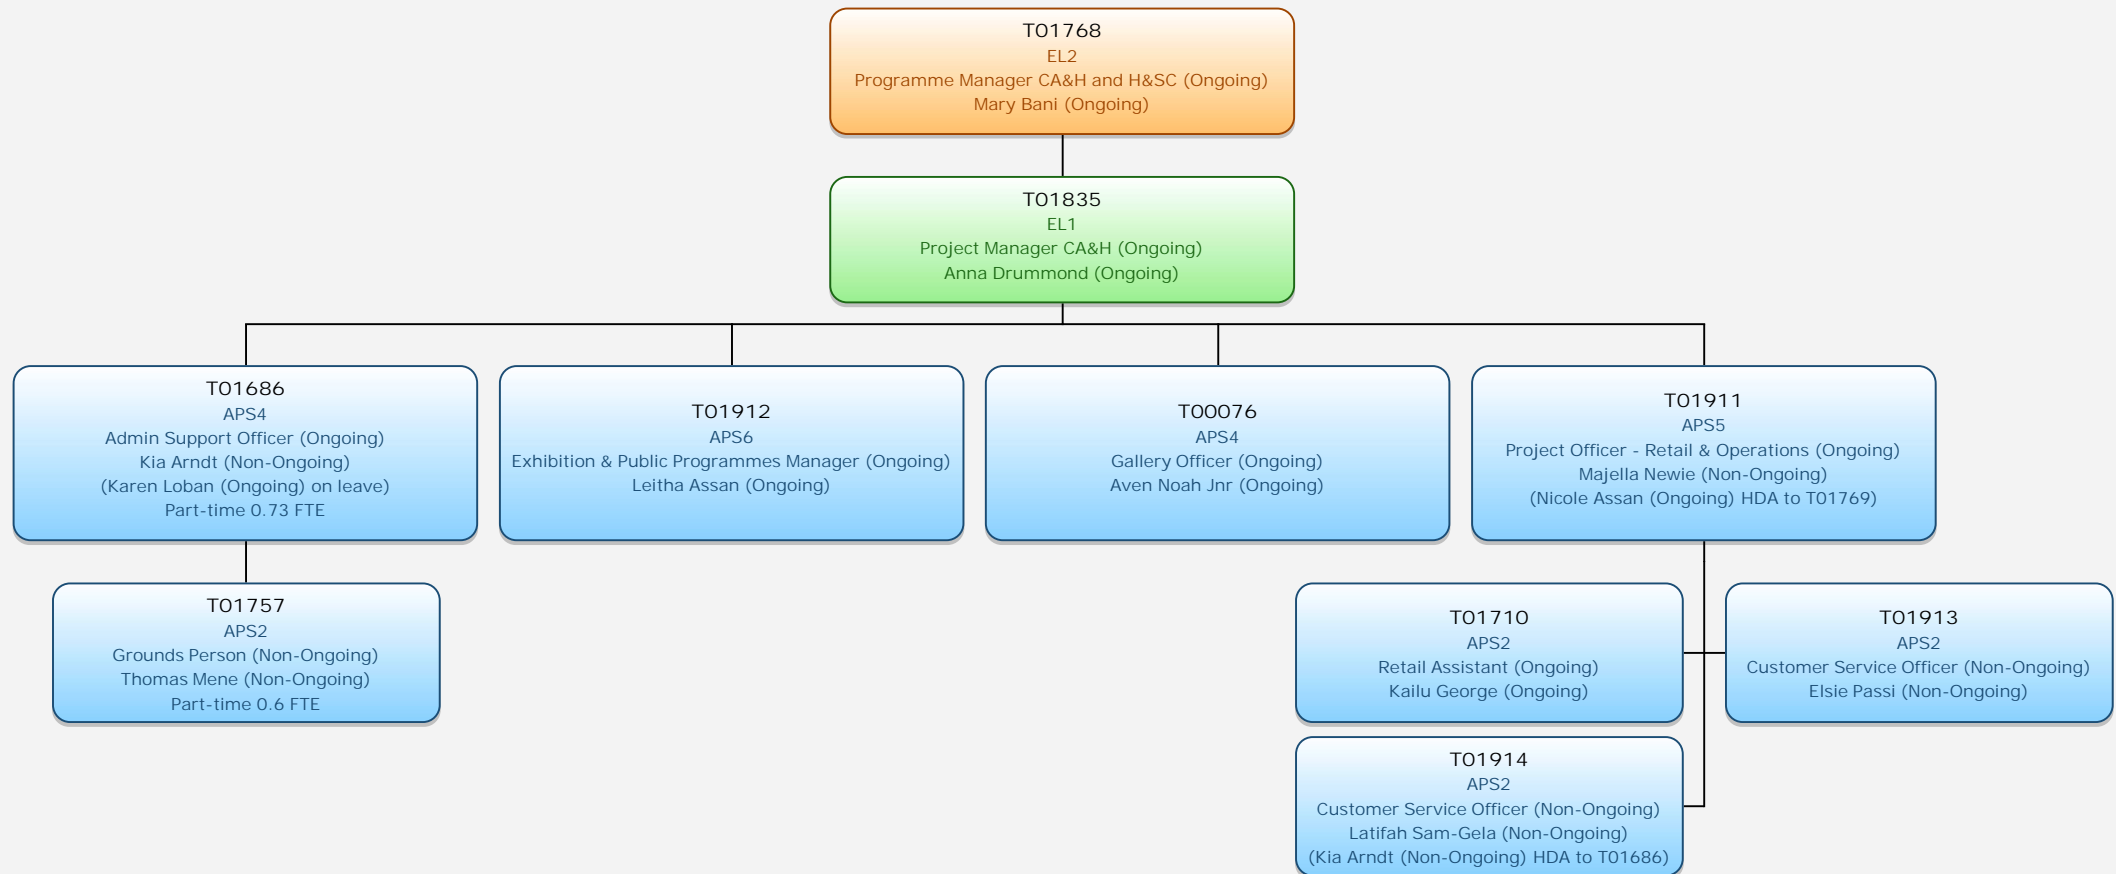 T01768
EL2
Programme Manager CA&H and H&SC (Ongoing)
Mary Bani (Ongoing)
T01835
EL1
Project Manager CA&H (Ongoing)
Anna Drummond (Ongoing)
T01686
APS4
Admin Support Officer (Ongoing)
Kia Arndt (Non-Ongoing)
(Karen Loban (Ongoing) on leave)
Part-time 0.73 FTE
T01912
APS6
Exhibition & Public Programmes Manager (Ongoing)
Leitha Assan (Ongoing)
T00076
APS4
Gallery Officer (Ongoing)
Aven Noah Jnr (Ongoing)
T01911
APS5
Project Officer - Retail & Operations (Ongoing)
Majella Newie (Non-Ongoing)
(Nicole Assan (Ongoing) HDA to T01769)
T01757
APS2
Grounds Person (Non-Ongoing)
Thomas Mene (Non-Ongoing)
Part-time 0.6 FTE
T01710
APS2
Retail Assistant (Ongoing)
Kailu George (Ongoing)
T01913
APS2
Customer Service Officer (Non-Ongoing)
Elsie Passi (Non-Ongoing)
T01914
APS2
Customer Service Officer (Non-Ongoing)
Latifah Sam-Gela (Non-Ongoing)
(Kia Arndt (Non-Ongoing) HDA to T01686)